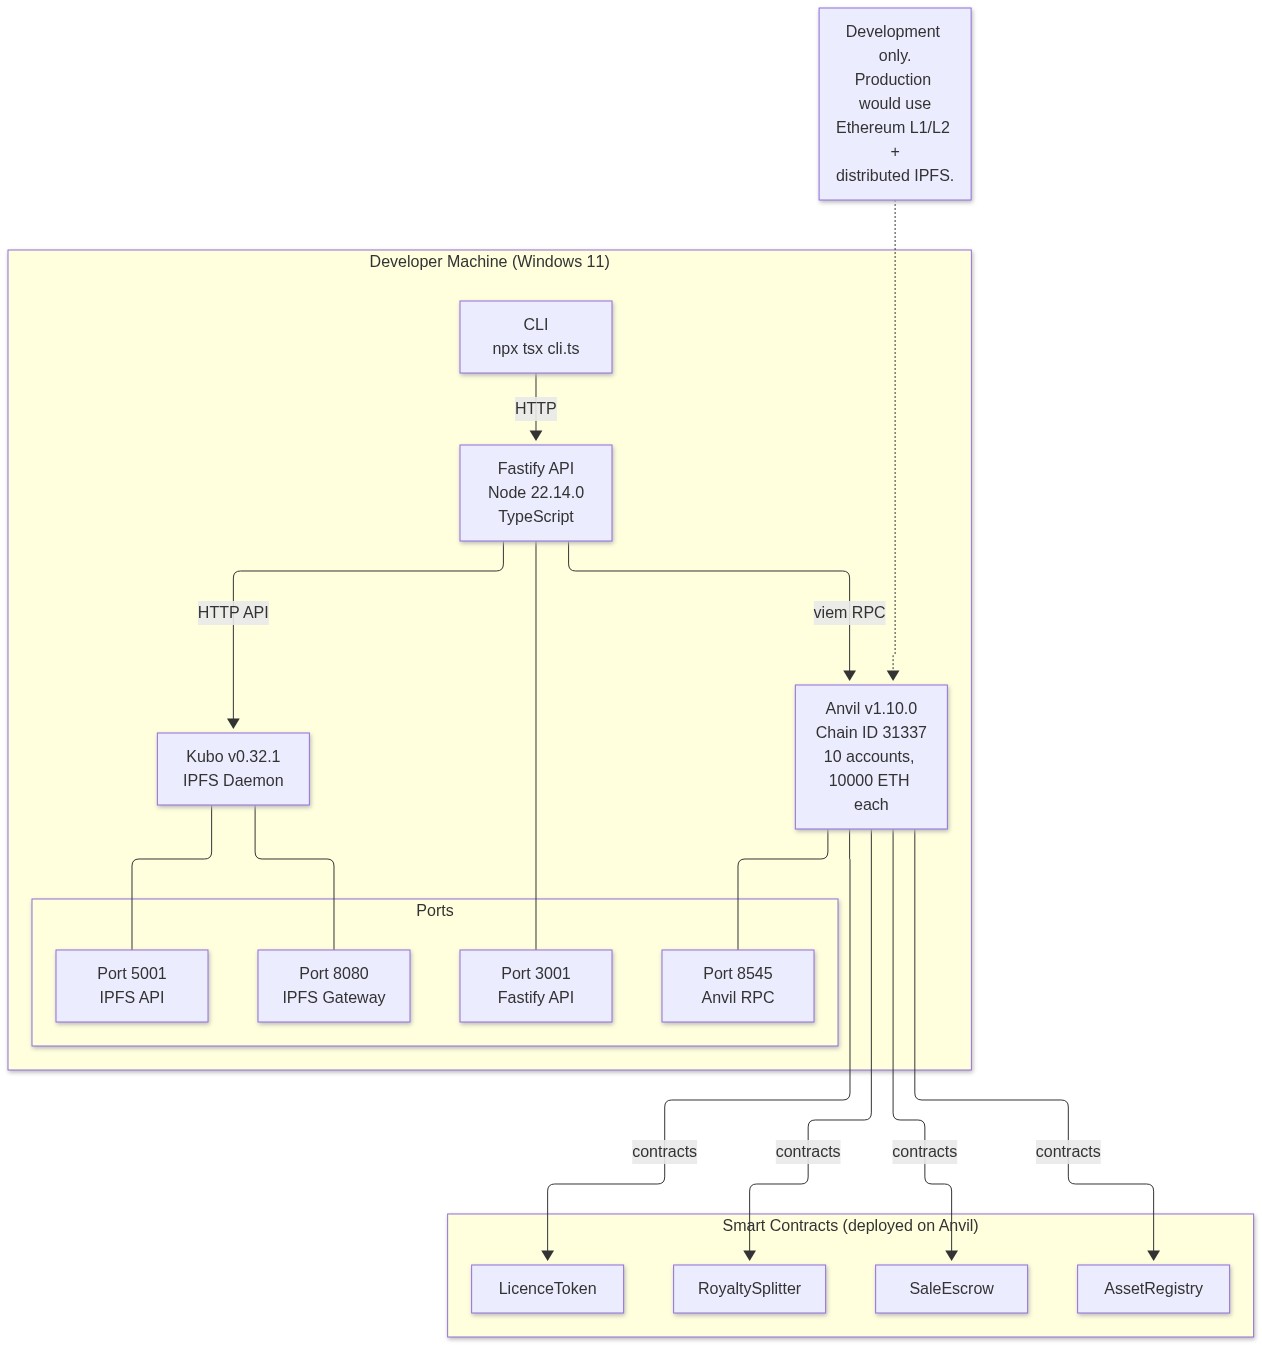 Development
only.
Production
would use
Ethereum L1/L2
+
distributed IPFS.
Developer Machine (Windows 11)
CLI
npx tsx cli.ts
HTTP
Fastify API
Node 22.14.0
TypeScript
HTTP API
viem RPC
Anvil v1.10.0
Chain ID 31337
10 accounts,
10000 ETH
each
Kubo v0.32.1
IPFS Daemon
Ports
Port 5001
IPFS API
Port 8080
IPFS Gateway
Port 3001
Fastify API
Port 8545
Anvil RPC
contracts
contracts
contracts
contracts
Smart Contracts (deployed on Anvil)
LicenceToken
RoyaltySplitter
SaleEscrow
AssetRegistry